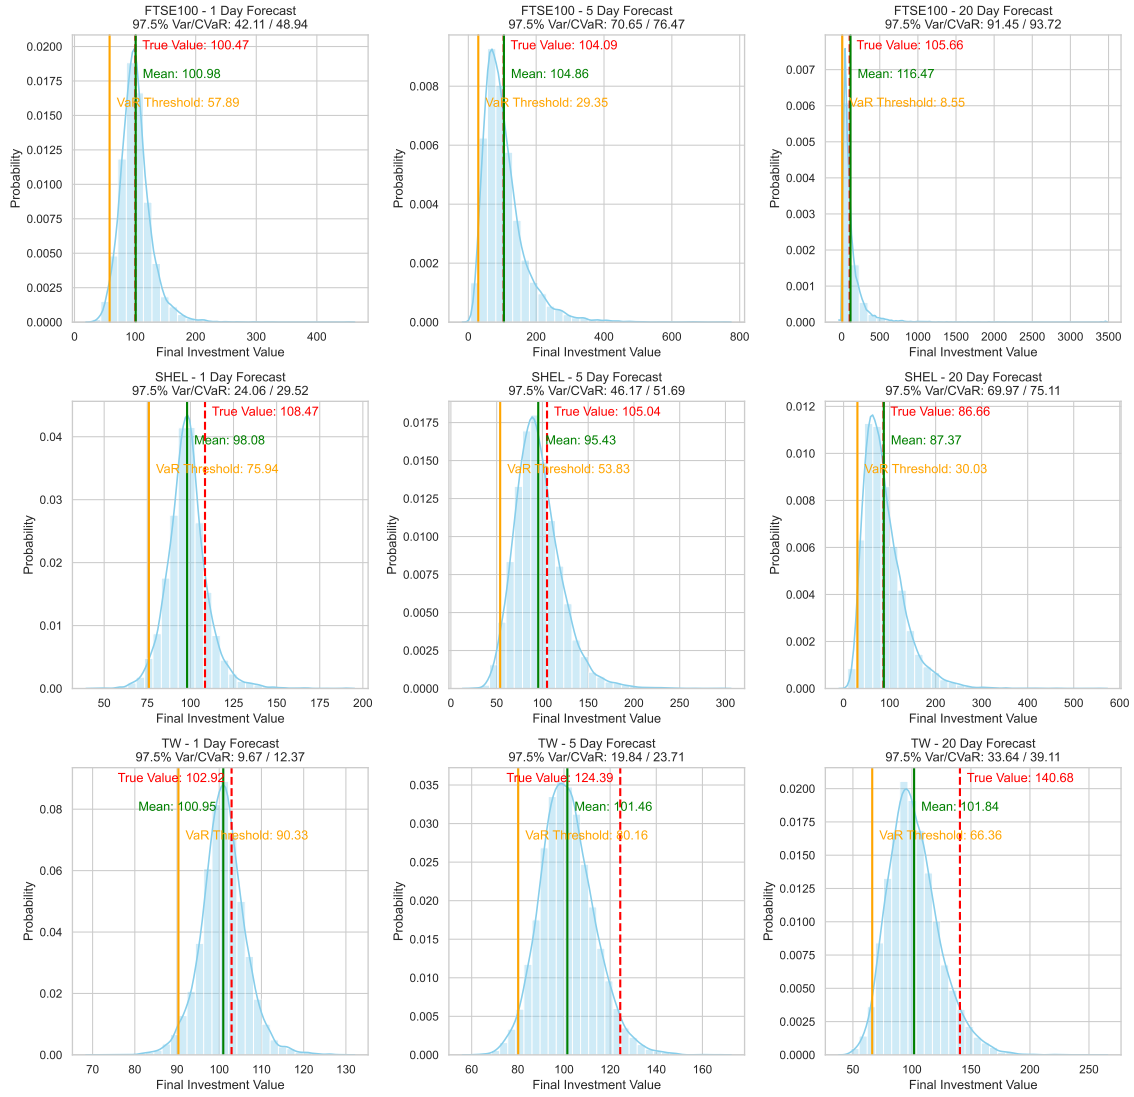 FTSE100 - 1 Day Forecast
97.5% Var/CVaR: 42.11 / 48.94
True Value: 100.47
Mean: 100.98
VaR Threshold: 57.89
0.0200
0.0175
0.0150
0.0125
0.0100
0.0075
0.0050
0.0025
0.0000
Probability
0 100 200 300 400
Final Investment Value
FTSE100 - 5 Day Forecast
97.5% Var/CVaR: 70.65 / 76.47
True Value: 104.09
Mean: 104.86
VaR Threshold: 29.35
0.008
0.006
0.004
0.002
0.000
Probability
0 200 400 600 800
Final Investment Value
FTSE100 - 20 Day Forecast
97.5% Var/CVaR: 91.45 / 93.72
True Value: 105.66
Mean: 116.47
VaR Threshold: 8.55
0.007
0.006
0.005
0.004
0.003
0.002
0.001
0.000
Probability
0 500 1000 1500 2000 2500 3000 3500
Final Investment Value
SHEL - 1 Day Forecast
97.5% Var/CVaR: 24.06 / 29.52
True Value: 108.47
Mean: 98.08
VaR Threshold: 75.94
0.04
0.03
0.02
0.01
0.00
Probability
50 75 100 125 150 175 200
Final Investment Value
SHEL - 5 Day Forecast
97.5% Var/CVaR: 46.17 / 51.69
True Value: 105.04
Mean: 95.43
VaR Threshold: 53.83
0.0175
0.0150
0.0125
0.0100
0.0075
0.0050
0.0025
0.0000
Probability
0 50 100 150 200 250 300
Final Investment Value
SHEL - 20 Day Forecast
97.5% Var/CVaR: 69.97 / 75.11
True Value: 86.66
Mean: 87.37
VaR Threshold: 30.03
0.012
0.010
0.008
0.006
0.004
0.002
0.000
Probability
0 100 200 300 400 500 600
Final Investment Value
TW - 1 Day Forecast
97.5% Var/CVaR: 9.67 / 12.37
True Value: 102.92
Mean: 100.95
VaR Threshold: 90.33
0.08
0.06
0.04
0.02
0.00
Probability
70 80 90 100 110 120 130
Final Investment Value
TW - 5 Day Forecast
97.5% Var/CVaR: 19.84 / 23.71
True Value: 124.39
Mean: 101.46
VaR Threshold: 80.16
0.035
0.030
0.025
0.020
0.015
0.010
0.005
0.000
Probability
60 80 100 120 140 160
Final Investment Value
TW - 20 Day Forecast
97.5% Var/CVaR: 33.64 / 39.11
True Value: 140.68
Mean: 101.84
VaR Threshold: 66.36
0.0200
0.0175
0.0150
0.0125
0.0100
0.0075
0.0050
0.0025
0.0000
Probability
50 100 150 200 250
Final Investment Value